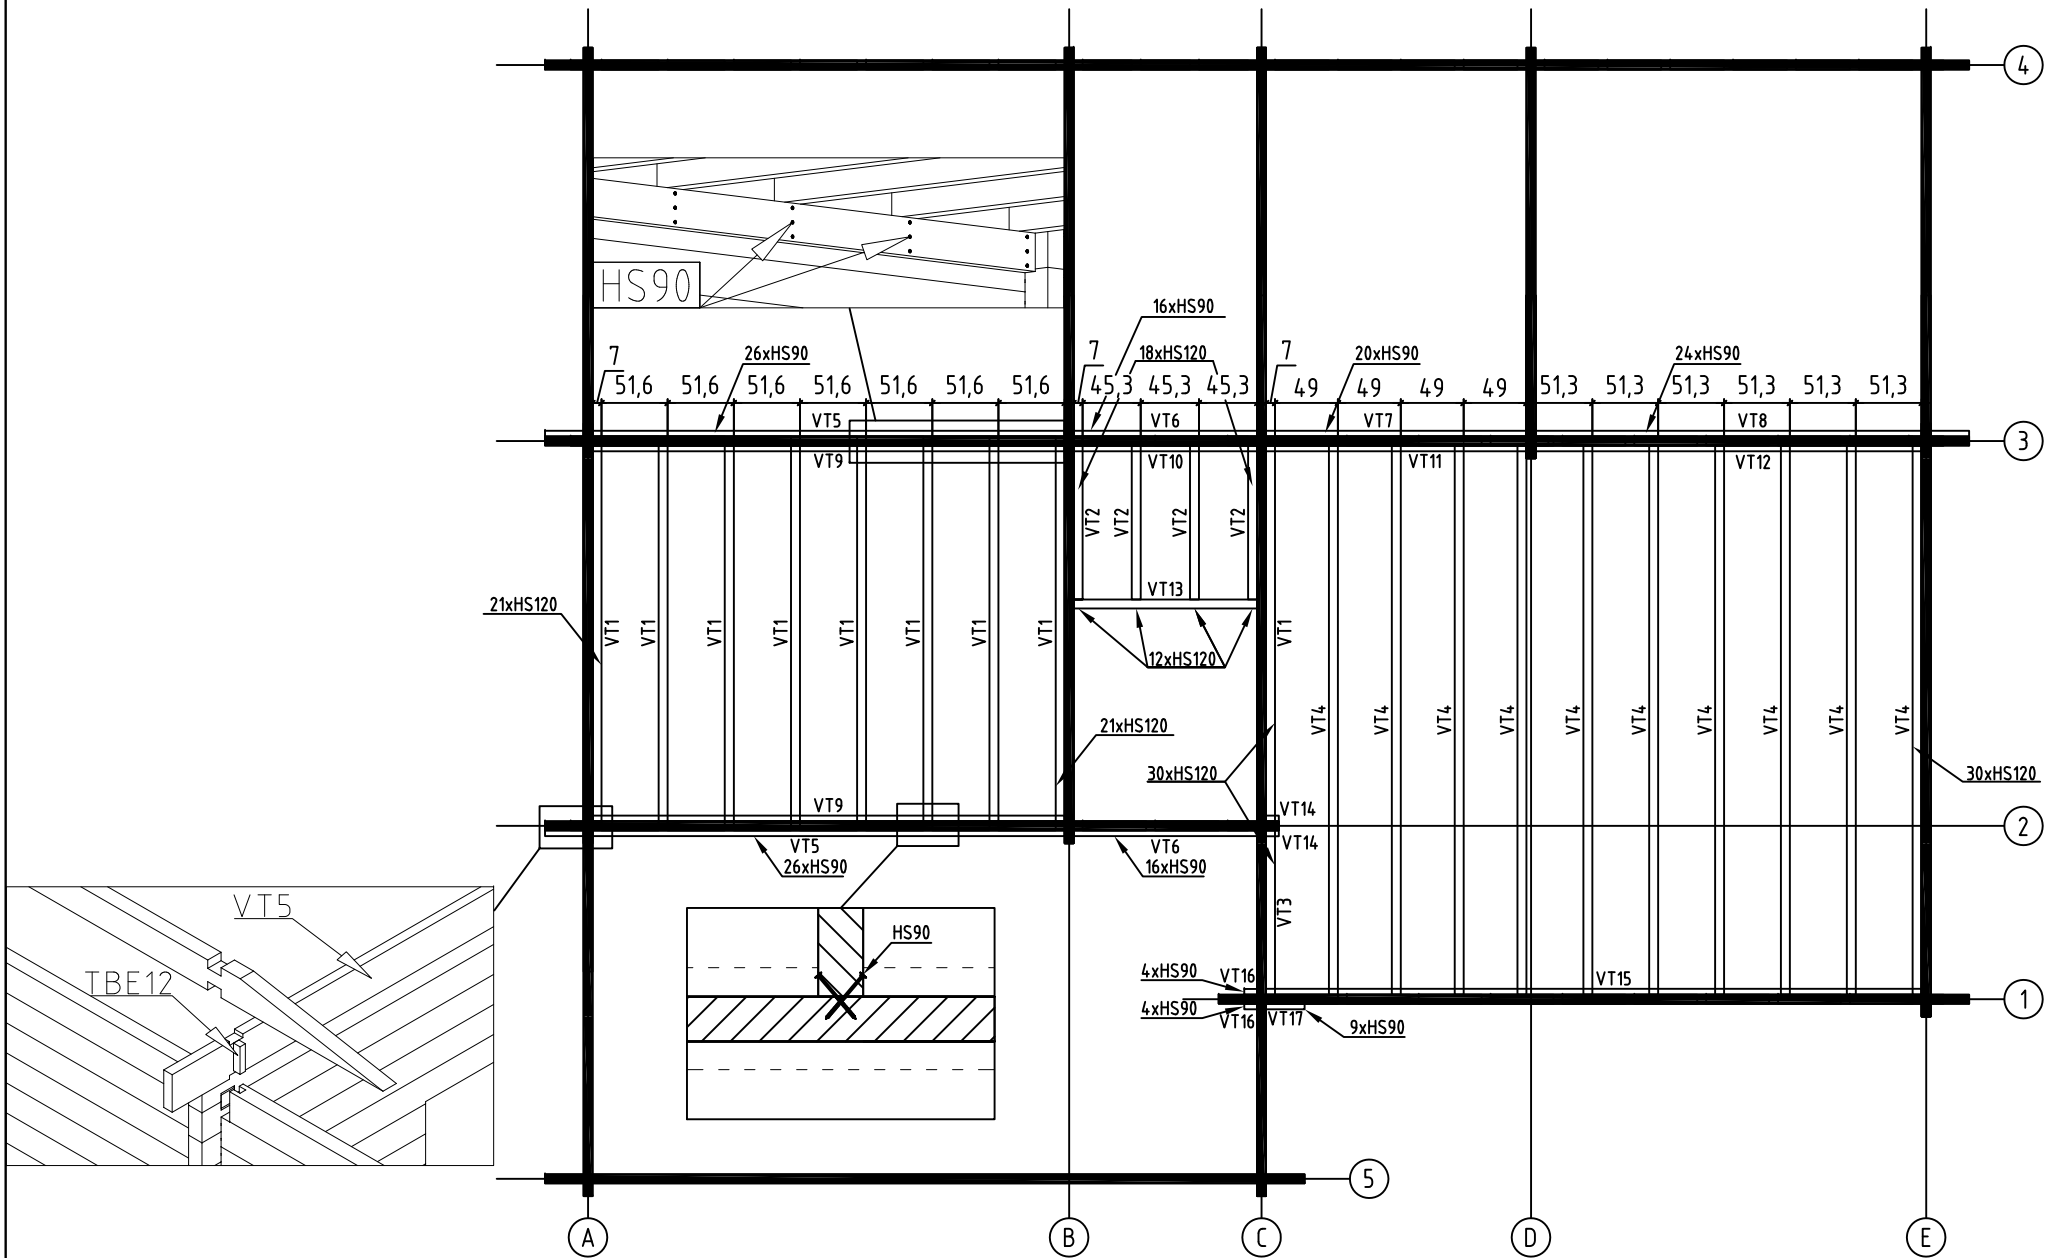 4
HS90
16xHS90
7
26xHS90
7
18xHS120
7
20xHS90
24xHS90
51,6 51,6 51,6 51,6 51,6 51,6 51,6 45,3 45,3 45,3 49 49 49 49 51,3 51,3 51,3 51,3 51,3 51,3
VT5 VT6 VT7 VT8
3
VT9 VT10 VT11 VT12
VT2 VT2 VT2 VT2
VT13
21xHS120
VT1 VT1 VT1 VT1 VT1 VT1 VT1 VT1 VT1
12xHS120
VT4 VT4 VT4 VT4 VT4 VT4 VT4 VT4 VT4 VT4
21xHS120
30xHS120
30xHS120
VT9
VT14
2
VT5 VT6 VT14
26xHS90
16xHS90
VT5
VT3
HS90
TBE12
4xHS90 VT16
VT15
1
4xHS90
VT16 VT17
9xHS90
5
A B C D E